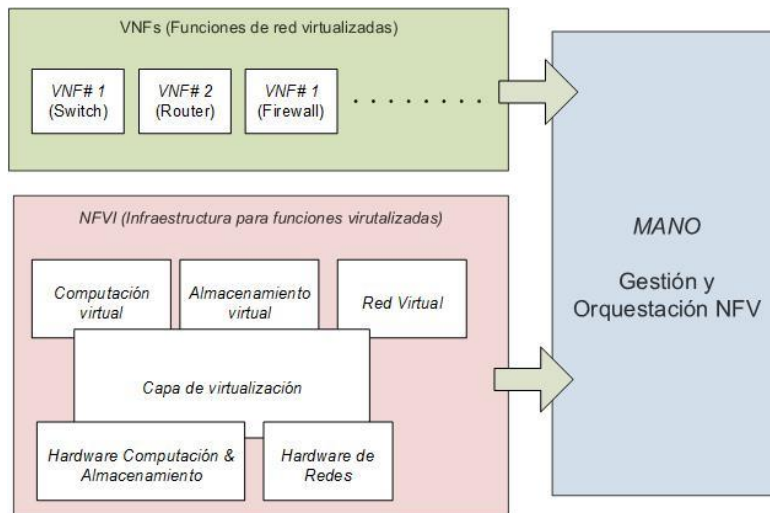 VNFs (Funciones de red virtualizadas)
VNF# 1
(Switch)
VNF# 2
(Router)
VNF# 1
(Firewall)
. . . . . . . .
NFVI (Infraestructura para funciones virutalizadas)
Computación
virtual
Almacenamiento
virtual
Red Virtual
Capa de virtualización
Hardware Computación &
Almacenamiento
Hardware de
Redes
MANO
Gestión y
Orquestación NFV